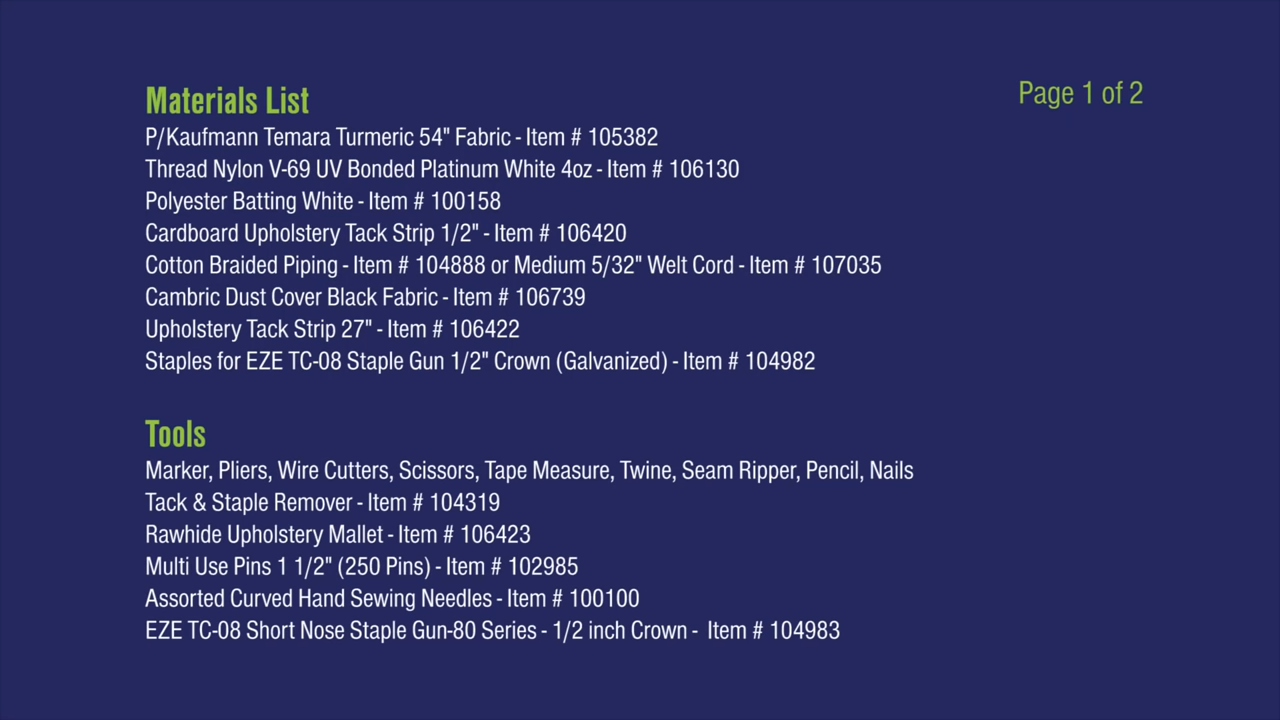 Materials List
Page 1 of 2
P/Kaufmann Temara Turmeric 54" Fabric - Item # 105382
Thread Nylon V-69 UV Bonded Platinum White 4oz - Item # 106130
Polyester Batting White - Item # 100158
Cardboard Upholstery Tack Strip 1/2" - Item # 106420
Cotton Braided Piping - Item # 104888 or Medium 5/32" Welt Cord - Item # 107035
Cambric Dust Cover Black Fabric - Item # 106739
Upholstery Tack Strip 27" - Item # 106422
Staples for EZE TC-08 Staple Gun 1/2" Crown (Galvanized) - Item # 104982
Tools
Marker, Pliers, Wire Cutters, Scissors, Tape Measure, Twine, Seam Ripper, Pencil, Nails
Tack & Staple Remover - Item # 104319
Rawhide Upholstery Mallet - Item # 106423
Multi Use Pins 1 1/2" (250 Pins) - Item # 102985
Assorted Curved Hand Sewing Needles - Item # 100100
EZE TC-08 Short Nose Staple Gun-80 Series - 1/2 inch Crown - Item # 104983